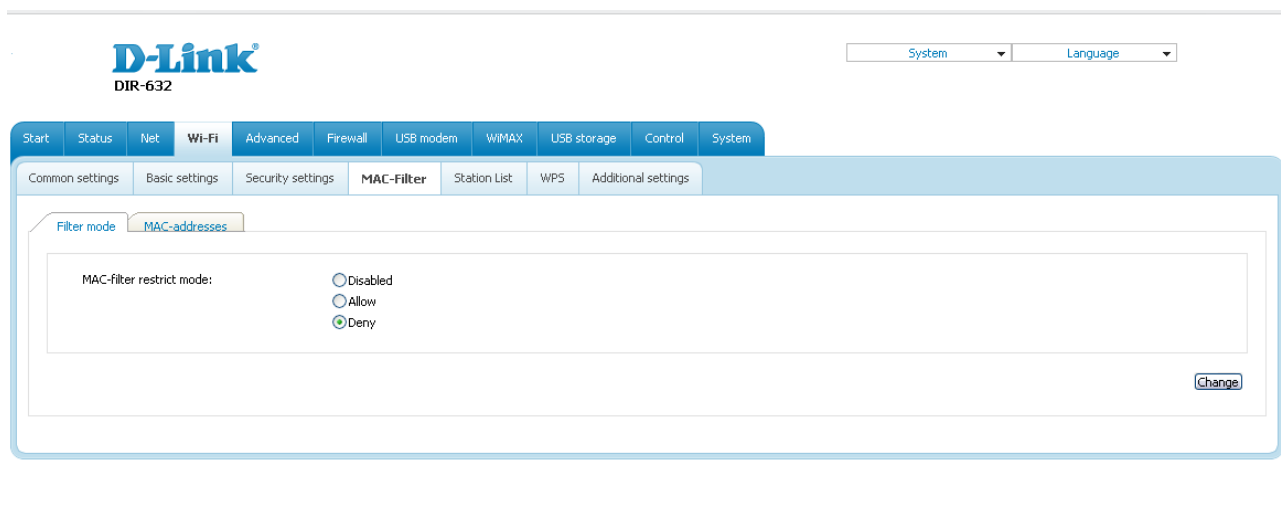 D-Link®
System Language
DIR-632
Start Status Net Wi-Fi Advanced Firewall USB modem WiMAX USB storage Control System
Common settings Basic settings Security settings MAC-Filter Station List WPS Additional settings
Filter mode MAC-addresses
MAC-filter restrict mode: Disabled
Allow
Deny
Change